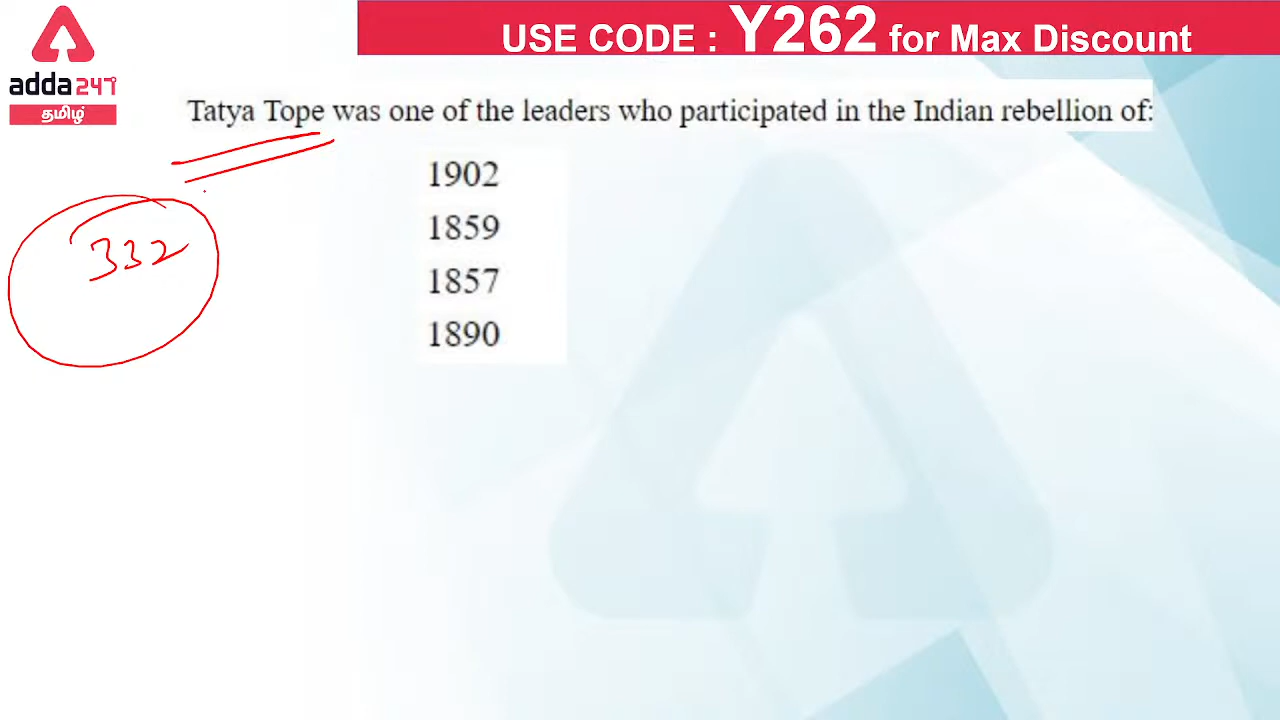 USE CODE : Y262 for Max Discount
adda247
தமிழ்
Tatya Tope was one of the leaders who participated in the Indian rebellion of:
1902
1859
1857
1890
332